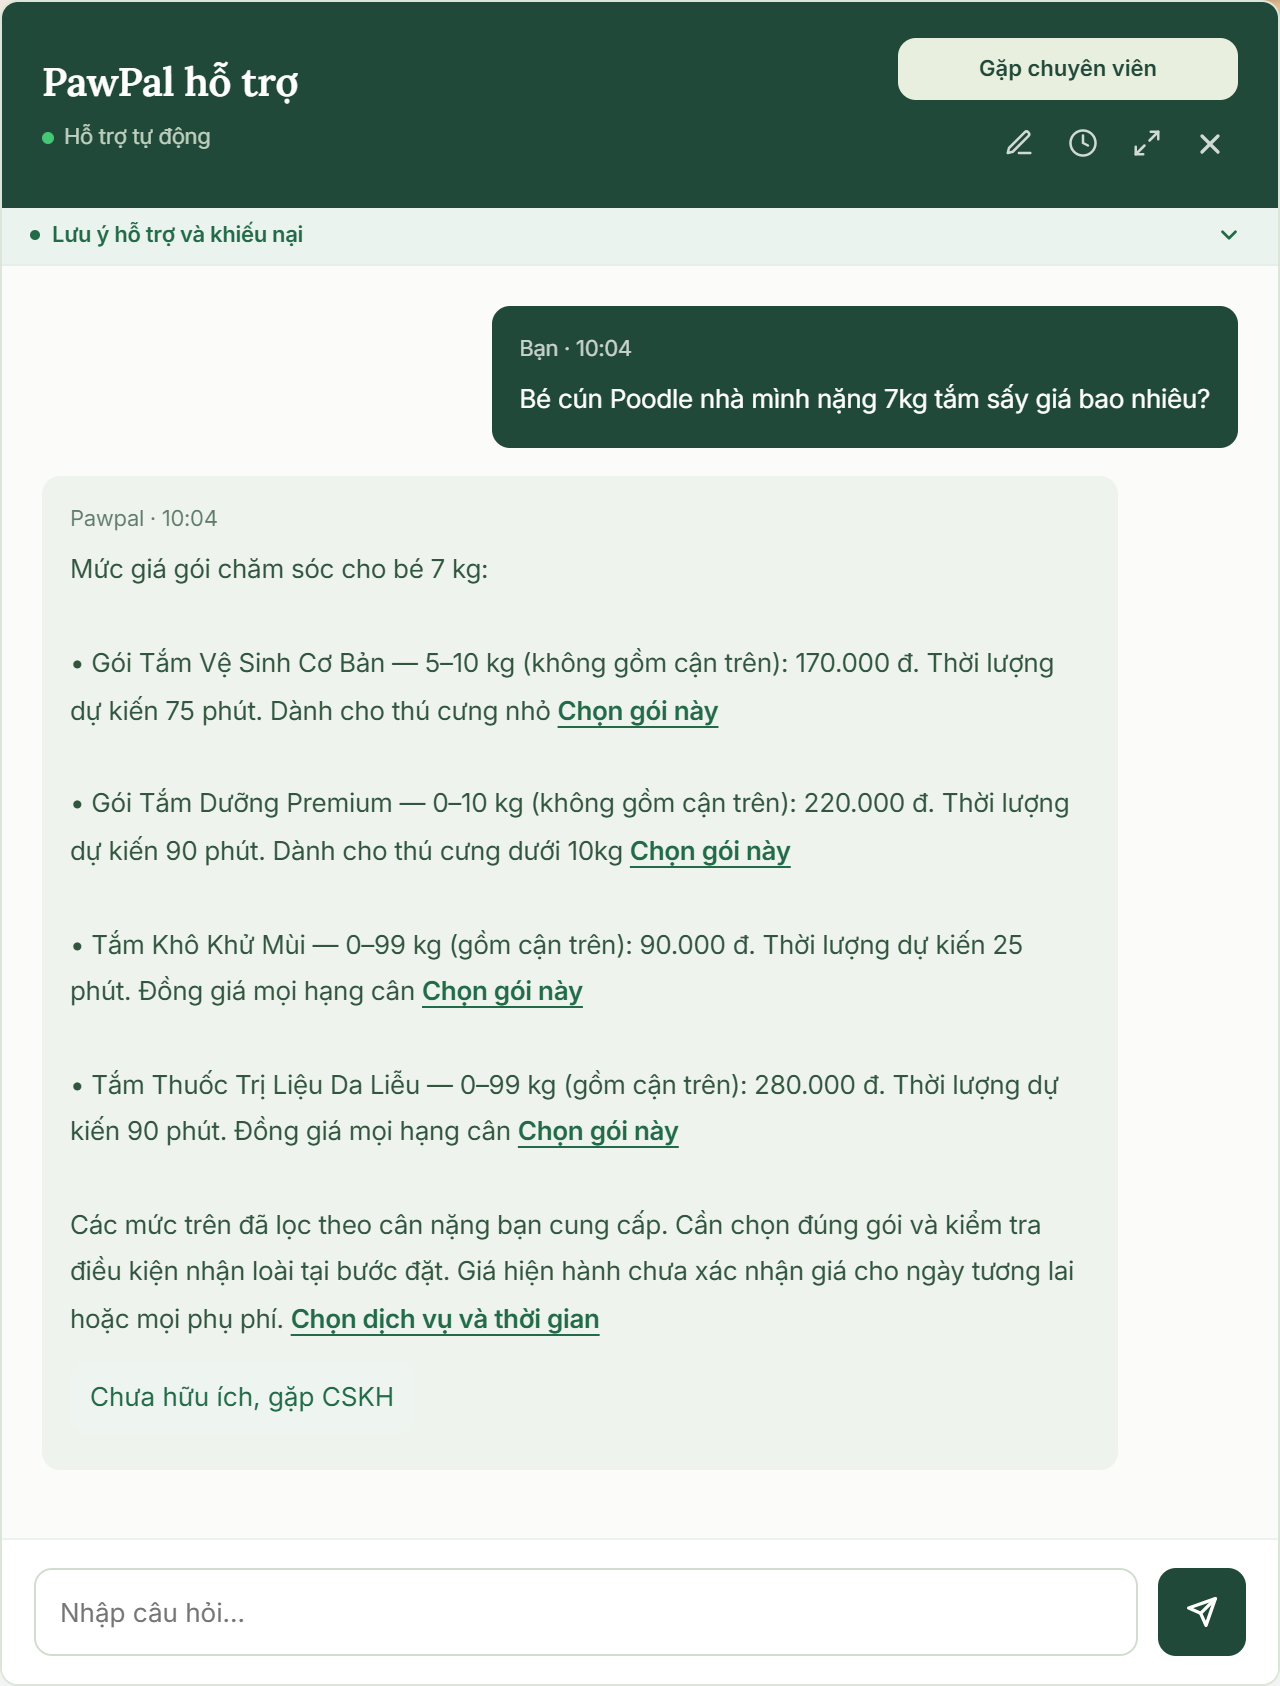 PawPal hỗ trợ
Gặp chuyên viên
Hỗ trợ tự động
Lưu ý hỗ trợ và khiếu nại
Bạn · 10:04
Bé cún Poodle nhà mình nặng 7kg tắm sấy giá bao nhiêu?
Pawpal · 10:04
Mức giá gói chăm sóc cho bé 7 kg:
• Gói Tắm Vệ Sinh Cơ Bản — 5–10 kg (không gồm cận trên): 170.000 đ. Thời lượng
dự kiến 75 phút. Dành cho thú cưng nhỏ Chọn gói này
• Gói Tắm Dưỡng Premium — 0–10 kg (không gồm cận trên): 220.000 đ. Thời lượng
dự kiến 90 phút. Dành cho thú cưng dưới 10kg Chọn gói này
• Tắm Khô Khử Mùi — 0–99 kg (gồm cận trên): 90.000 đ. Thời lượng dự kiến 25
phút. Đồng giá mọi hạng cân Chọn gói này
• Tắm Thuốc Trị Liệu Da Liễu — 0–99 kg (gồm cận trên): 280.000 đ. Thời lượng dự
kiến 90 phút. Đồng giá mọi hạng cân Chọn gói này
Các mức trên đã lọc theo cân nặng bạn cung cấp. Cần chọn đúng gói và kiểm tra
điều kiện nhận loài tại bước đặt. Giá hiện hành chưa xác nhận giá cho ngày tương lai
hoặc mọi phụ phí. Chọn dịch vụ và thời gian
Chưa hữu ích, gặp CSKH
Nhập câu hỏi...